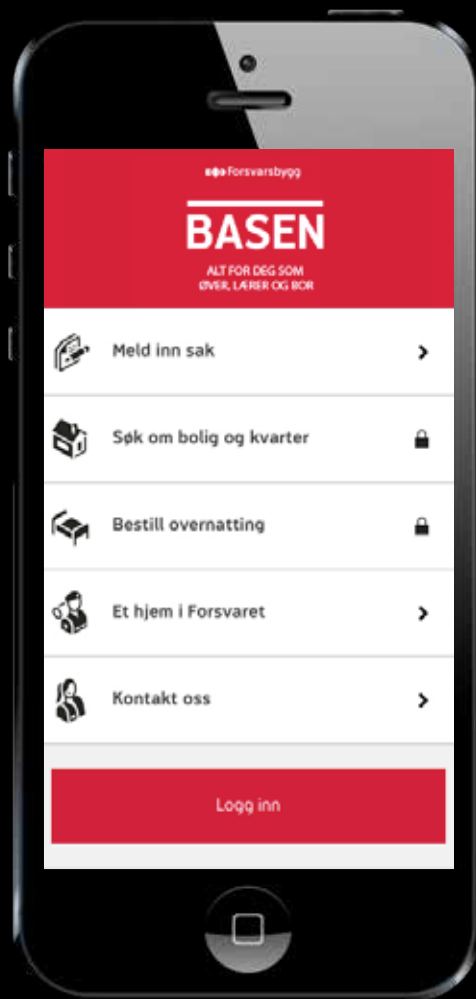 Forsvarsbygg
BASEN
ALT FOR DEG SOM
ØVER, LÆRER OG BOR
Meld inn sak
Søk om bolig og kvarter
Bestill overnatting
Et hjem i Forsvaret
Kontakt oss
Logg inn